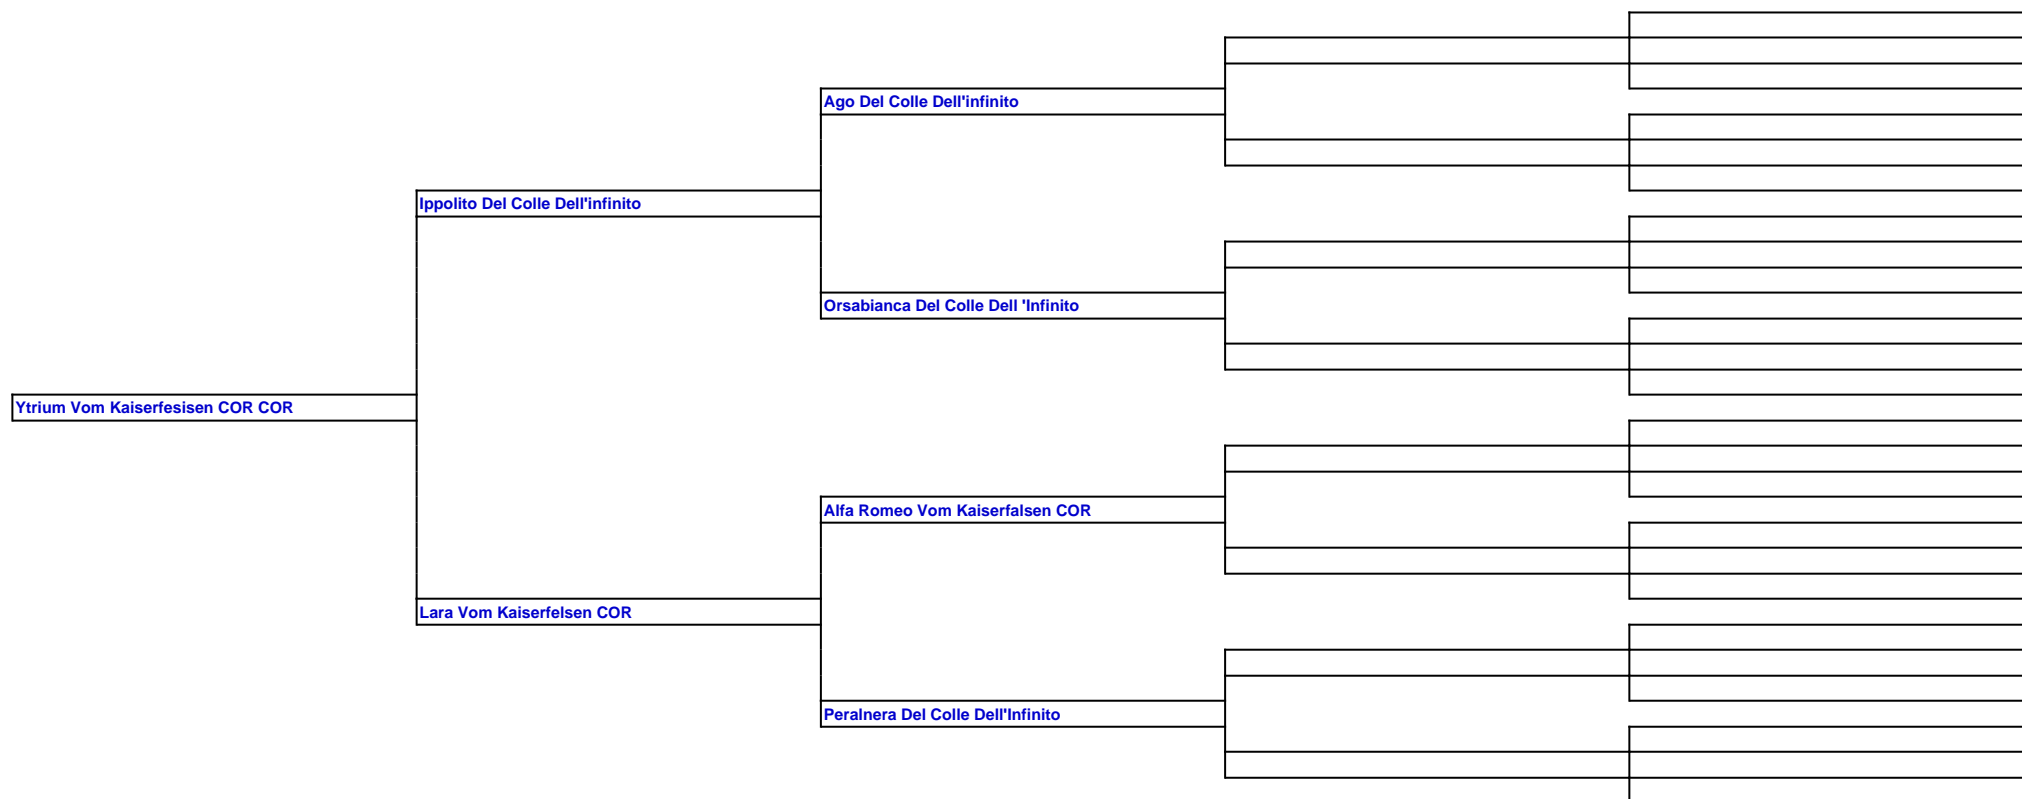 Ago Del Colle Dell'infinito
Ippolito Del Colle Dell'infinito
Orsabianca Del Colle Dell 'Infinito
Ytrium Vom Kaiserfesisen COR COR
Alfa Romeo Vom Kaiserfalsen COR
Lara Vom Kaiserfelsen COR
Peralnera Del Colle Dell'Infinito